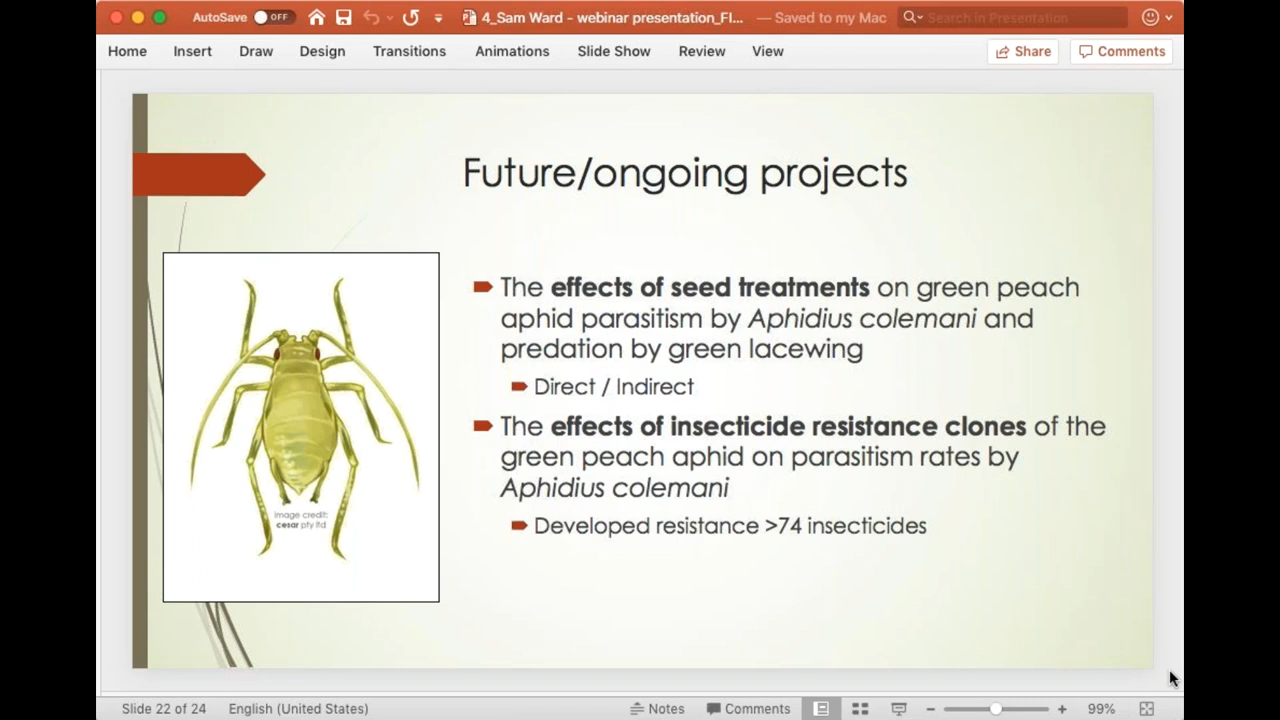 AutoSave OFF
4_Sam Ward - webinar presentation_FI... — Saved to my Mac
Search in Presentation
Home Insert Draw Design Transitions Animations Slide Show Review View Share Comments
Future/ongoing projects
The effects of seed treatments on green peach
aphid parasitism by Aphidius colemani and
predation by green lacewing
Direct / Indirect
The effects of insecticide resistance clones of the
green peach aphid on parasitism rates by
Aphidius colemani
Developed resistance >74 insecticides
Image credit:
cesar pty ltd
Slide 22 of 24 English (United States) Notes Comments 99%